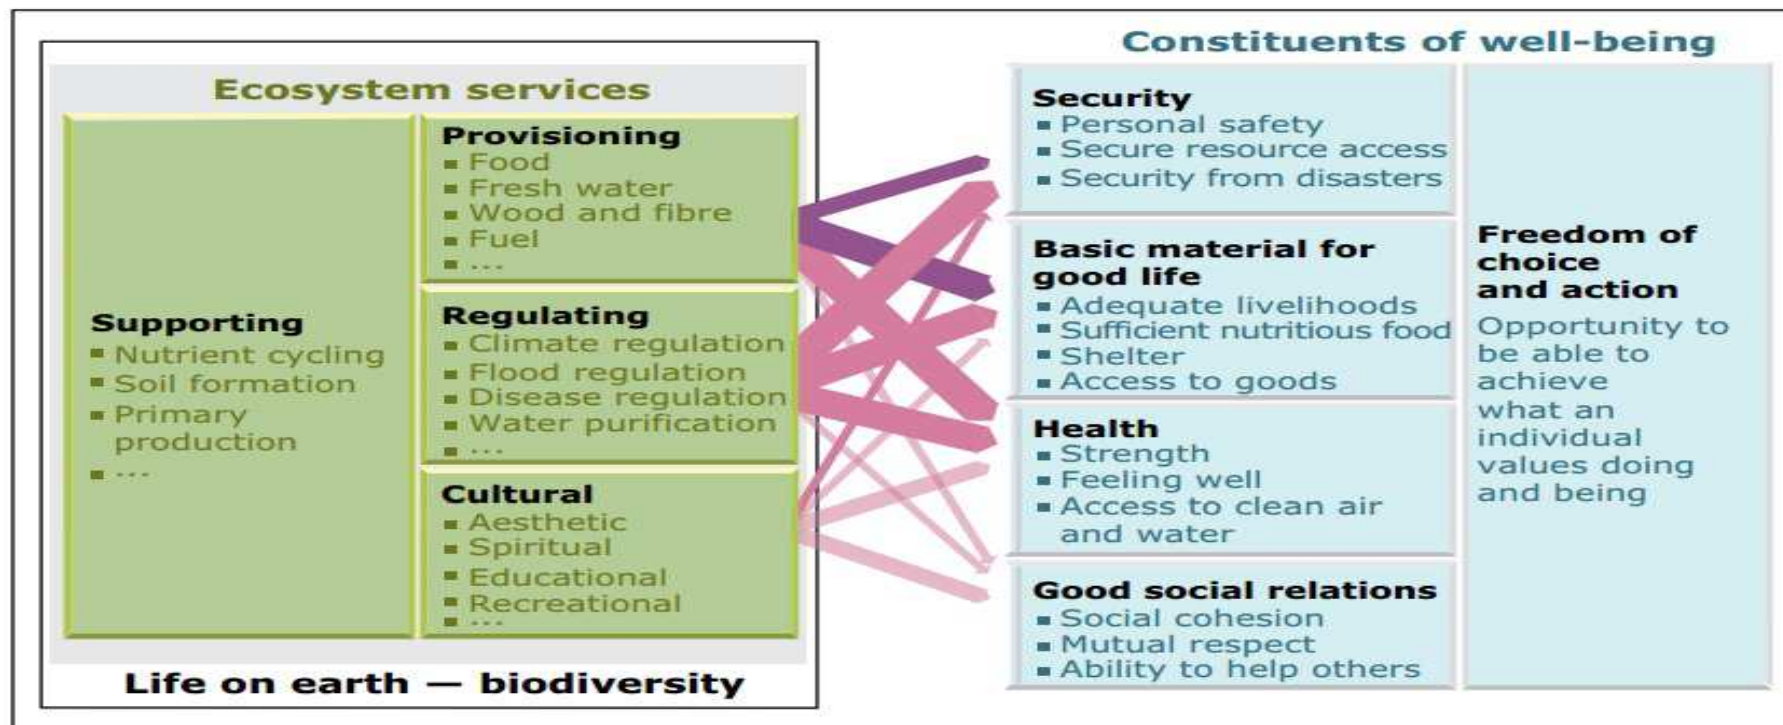 Ecosystem services
Supporting
▪ Nutrient cycling
▪ Soil formation
▪ Primary
production
▪ ...
Provisioning
▪ Food
▪ Fresh water
▪ Wood and fibre
▪ Fuel
▪ ...
Regulating
▪ Climate regulation
▪ Flood regulation
▪ Disease regulation
▪ Water purification
▪ ...
Cultural
▪ Aesthetic
▪ Spiritual
▪ Educational
▪ Recreational
▪ ...
Life on earth — biodiversity
Constituents of well-being
Security
▪ Personal safety
▪ Secure resource access
▪ Security from disasters
Basic material for
good life
▪ Adequate livelihoods
▪ Sufficient nutritious food
▪ Shelter
▪ Access to goods
Health
▪ Strength
▪ Feeling well
▪ Access to clean air
and water
Good social relations
▪ Social cohesion
▪ Mutual respect
▪ Ability to help others
Freedom of
choice
and action
Opportunity to
be able to
achieve
what an
individual
values doing
and being